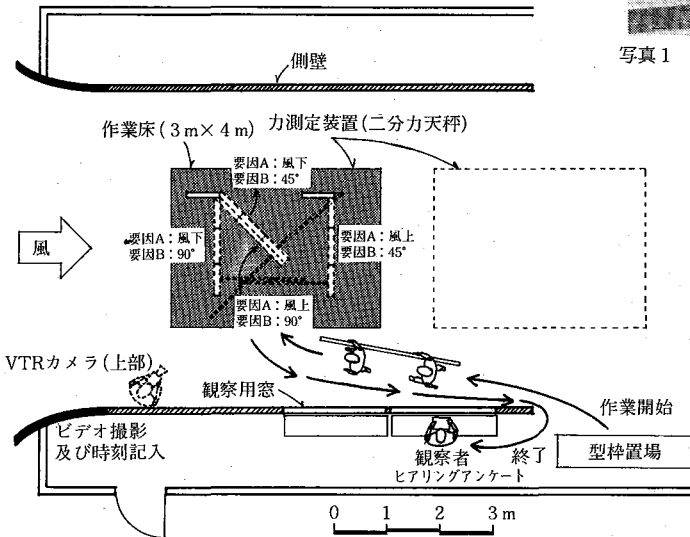 写真1
側壁
作業床(3m×4m)
力測定装置(二分力天秤)
要因A:風下
要因B:45°
風
要因A:風下
要因B:90°
要因A:風上
要因B:45°
要因A:風上
要因B:90°
VTRカメラ(上部)
観察用窓
作業開始
ビデオ撮影
及び時刻記入
観察者
ヒアリングアンケート
終了
型枠置場
0 1 2 3m